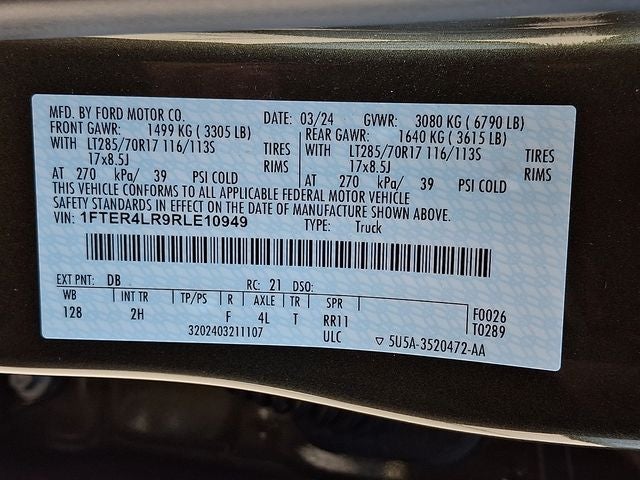 MFD. BY FORD MOTOR CO. DATE: 03/24 GVWR: 3080 KG ( 6790 LB)
FRONT GAWR: 1499 KG ( 3305 LB) REAR GAWR: 1640 KG ( 3615 LB)
WITH LT285/70R17 116/113S TIRES WITH LT285/70R17 116/113S TIRES
17x8.5J RIMS 17x8.5J RIMS
AT 270 kPa/ 39 PSI COLD AT 270 kPa/ 39 PSI COLD
THIS VEHICLE CONFORMS TO ALL APPLICABLE FEDERAL MOTOR VEHICLE
SAFETY STANDARDS IN EFFECT ON THE DATE OF MANUFACTURE SHOWN ABOVE.
VIN: 1FTER4LR9RLE10949 TYPE: Truck
EXT PNT: DB RC: 21 DSO:
WB INT TR TP/PS R AXLE TR SPR F0026
128 2H F 4L T RR11 T0289
3202403211107 ULC ▽ 5U5A-3520472-AA